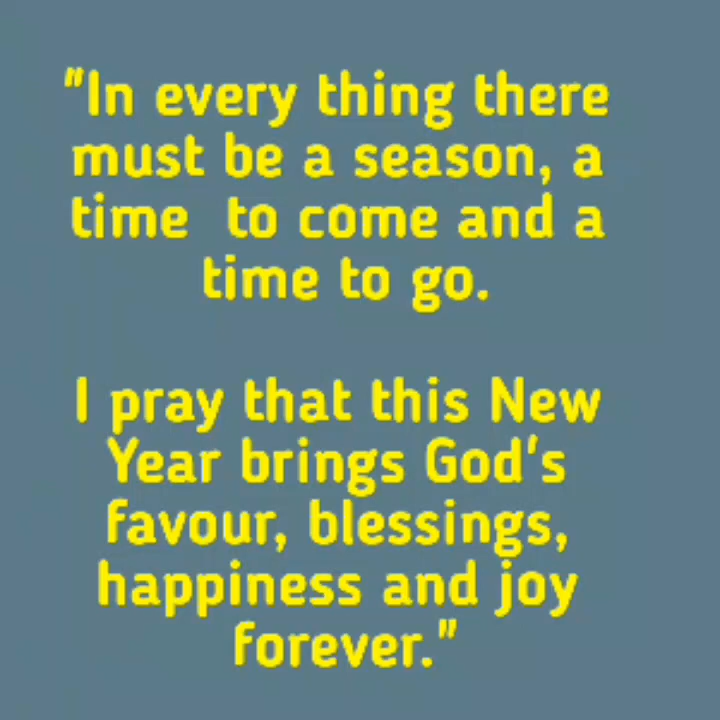 "In every thing there
must be a season, a
time  to come and a
time to go.
I pray that this New
Year brings God's
favour, blessings,
happiness and joy
forever."